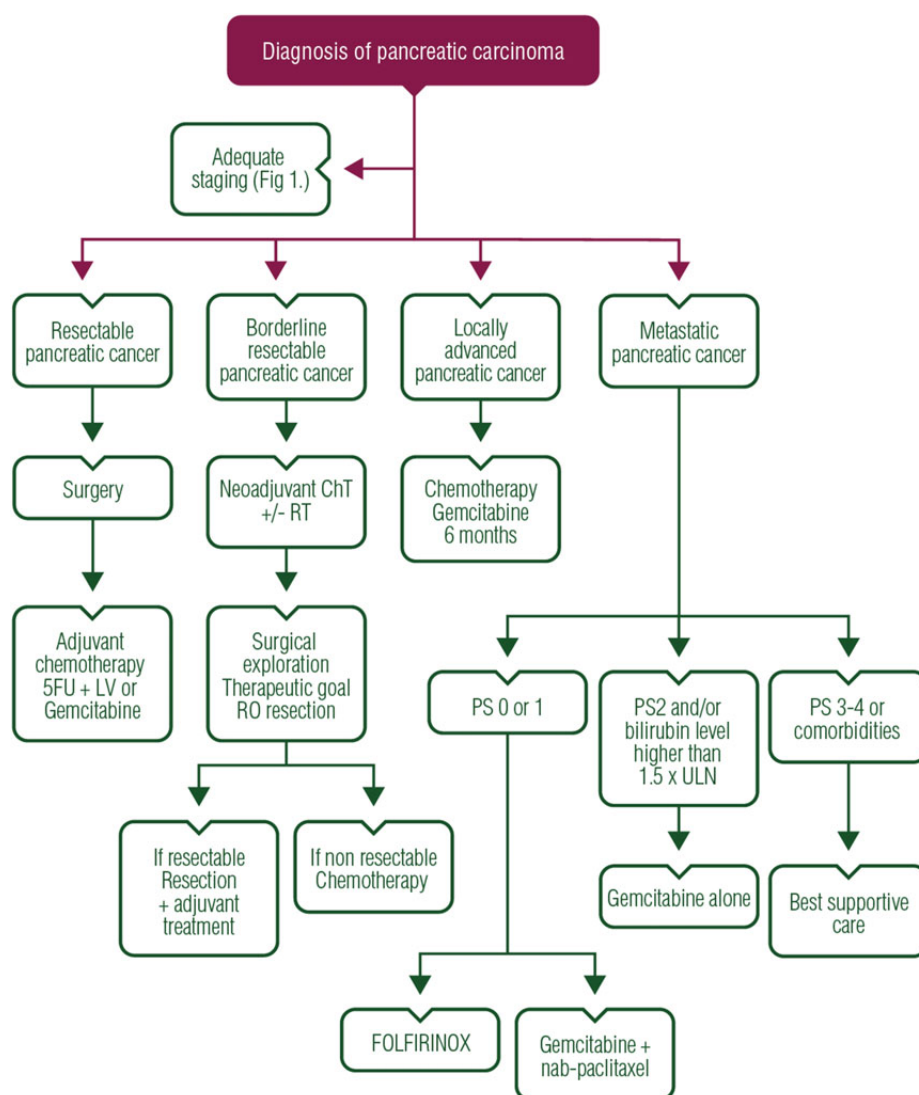 Diagnosis of pancreatic carcinoma
Adequate
staging (Fig 1.)
Resectable
pancreatic cancer
Borderline
resectable
pancreatic cancer
Locally
advanced
pancreatic cancer
Metastatic
pancreatic cancer
Surgery
Neoadjuvant ChT
+/- RT
Chemotherapy
Gemcitabine
6 months
Adjuvant
chemotherapy
5FU + LV or
Gemcitabine
Surgical
exploration
Therapeutic goal
RO resection
PS 0 or 1
PS2 and/or
bilirubin level
higher than
1.5 x ULN
PS 3-4 or
comorbidities
If resectable
Resection
+ adjuvant
treatment
If non resectable
Chemotherapy
Gemcitabine alone
Best supportive
care
FOLFIRINOX
Gemcitabine +
nab-paclitaxel